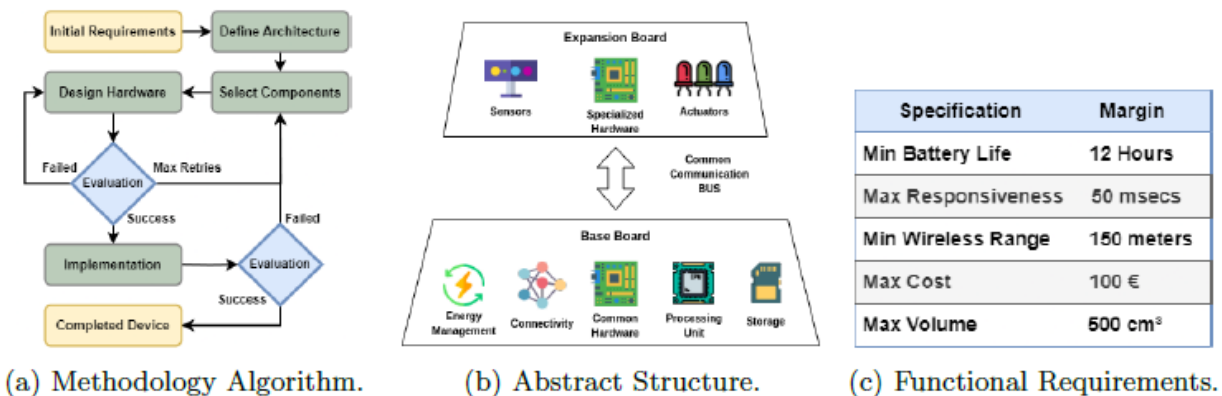 Initial Requirements
Define Architecture
Design Hardware
Select Components
Failed
Evaluation
Max Retries
Success
Failed
Implementation
Evaluation
Success
Completed Device
(a) Methodology Algorithm.
Expansion Board
Sensors
Specialized
Hardware
Actuators
Common
Communication
BUS
Base Board
Energy
Management
Connectivity
Common
Hardware
Processing
Unit
Storage
(b) Abstract Structure.
Specification Margin
Min Battery Life 12 Hours
Max Responsiveness 50 msecs
Min Wireless Range 150 meters
Max Cost 100 €
Max Volume 500 cm³
(c) Functional Requirements.